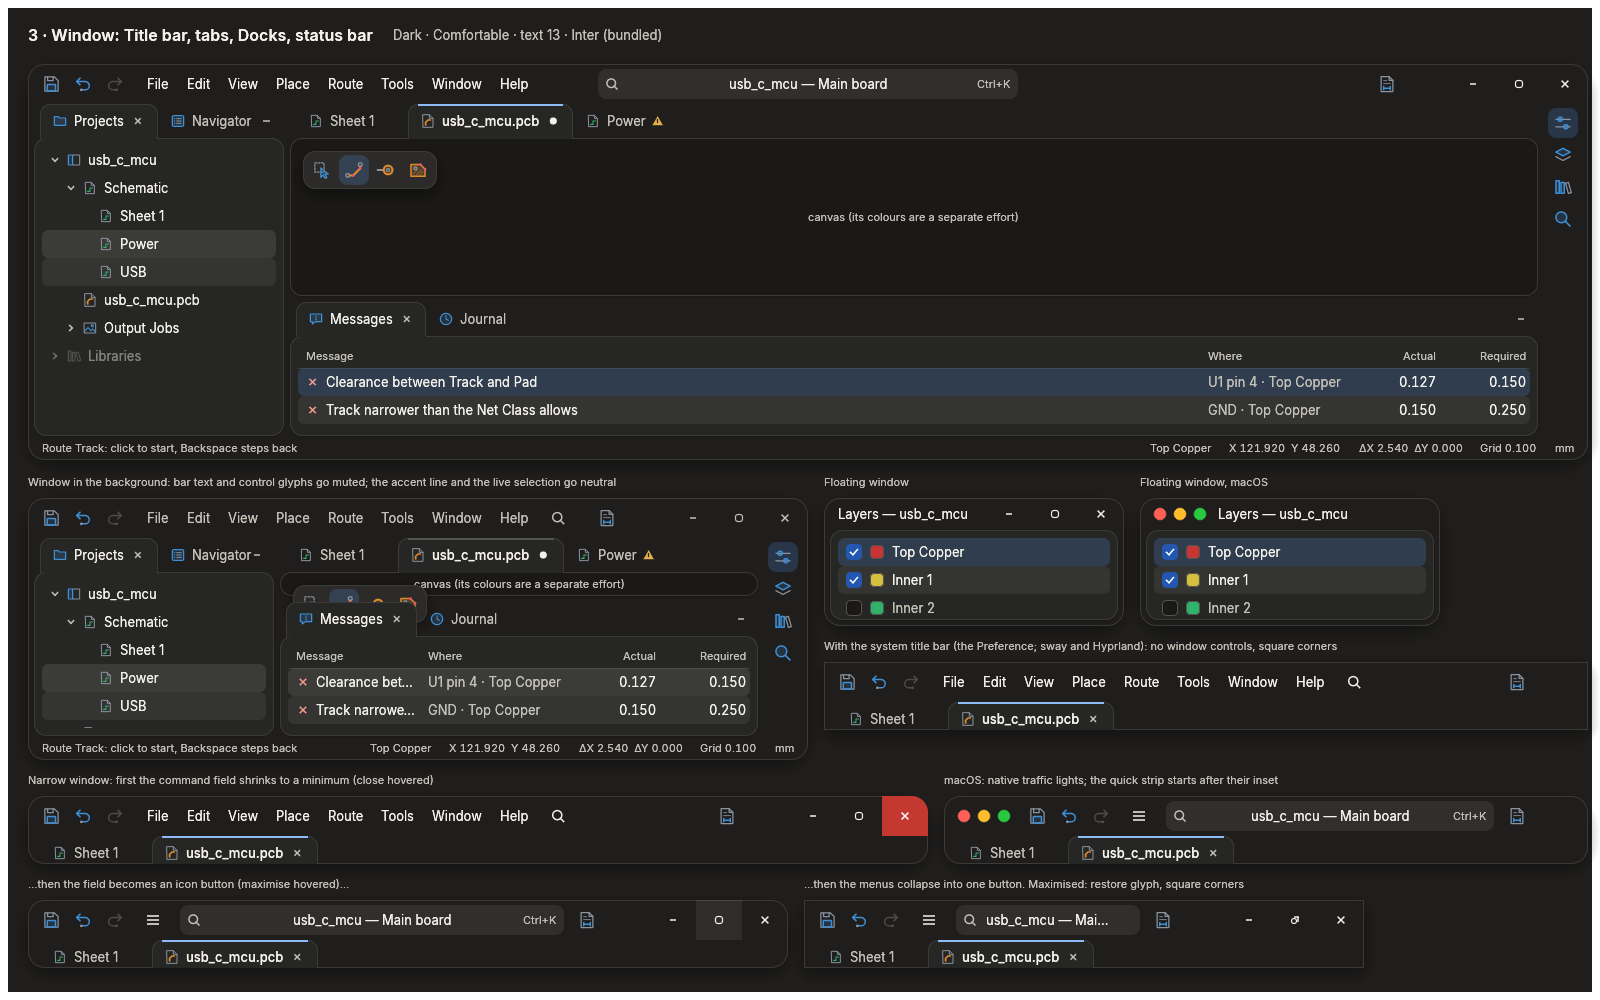 3 · Window: Title bar, tabs, Docks, status bar Dark · Comfortable · text 13 · Inter (bundled)
File Edit View Place Route Tools Window Help usb_c_mcu — Main board Ctrl+K
Projects Navigator Sheet 1 usb_c_mcu.pcb Power
usb_c_mcu
Schematic
Sheet 1
Power
USB
usb_c_mcu.pcb
Output Jobs
Libraries
canvas (its colours are a separate effort)
Messages Journal
Message Where Actual Required
Clearance between Track and Pad U1 pin 4 · Top Copper 0.127 0.150
Track narrower than the Net Class allows GND · Top Copper 0.150 0.250
Route Track: click to start, Backspace steps back Top Copper X 121.920 Y 48.260 ΔX 2.540 ΔY 0.000 Grid 0.100 mm
Window in the background: bar text and control glyphs go muted; the accent line and the live selection go neutral
File Edit View Place Route Tools Window Help
Projects Navigator Sheet 1 usb_c_mcu.pcb Power
usb_c_mcu
Schematic
Sheet 1
Power
USB
canvas (its colours are a separate effort)
Messages Journal
Message Where Actual Required
Clearance bet... U1 pin 4 · Top Copper 0.127 0.150
Track narrowe... GND · Top Copper 0.150 0.250
Route Track: click to start, Backspace steps back Top Copper X 121.920 Y 48.260 ΔX 2.540 ΔY 0.000 Grid 0.100 mm
Floating window
Layers — usb_c_mcu
Top Copper
Inner 1
Inner 2
Floating window, macOS
Layers — usb_c_mcu
Top Copper
Inner 1
Inner 2
With the system title bar (the Preference; sway and Hyprland): no window controls, square corners
File Edit View Place Route Tools Window Help
Sheet 1 usb_c_mcu.pcb
Narrow window: first the command field shrinks to a minimum (close hovered)
File Edit View Place Route Tools Window Help
Sheet 1 usb_c_mcu.pcb
macOS: native traffic lights; the quick strip starts after their inset
usb_c_mcu — Main board Ctrl+K
Sheet 1 usb_c_mcu.pcb
...then the field becomes an icon button (maximise hovered)...
usb_c_mcu — Main board Ctrl+K
Sheet 1 usb_c_mcu.pcb
...then the menus collapse into one button. Maximised: restore glyph, square corners
usb_c_mcu — Mai...
Sheet 1 usb_c_mcu.pcb